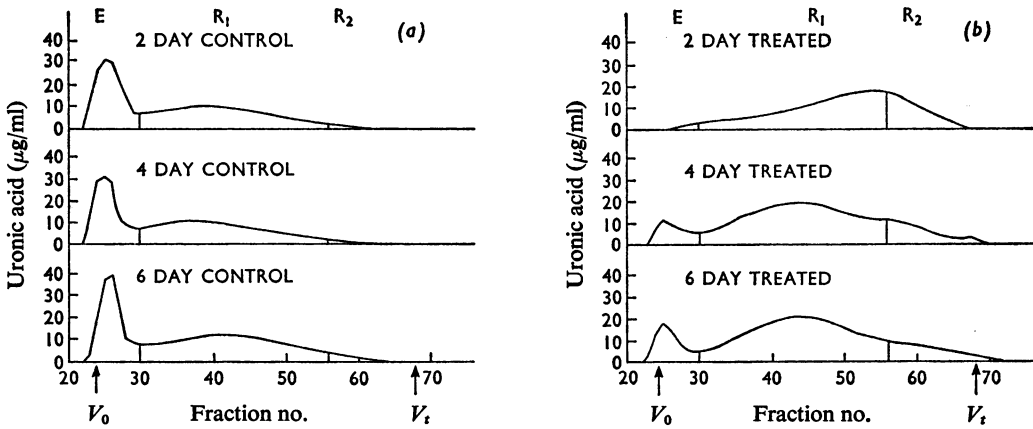 E R₁ R₂ (a)
2 DAY CONTROL
40
30
20
10
0
4 DAY CONTROL
40
30
20
10
0
6 DAY CONTROL
40
30
20
10
0
20 30 40 50 60 70
V₀ Fraction no. Vₜ
Uronic acid (μg/ml)
E R₁ R₂ (b)
2 DAY TREATED
40
30
20
10
0
4 DAY TREATED
40
30
20
10
0
6 DAY TREATED
40
30
20
10
0
20 30 40 50 60 70
V₀ Fraction no. Vₜ
Uronic acid (μg/ml)